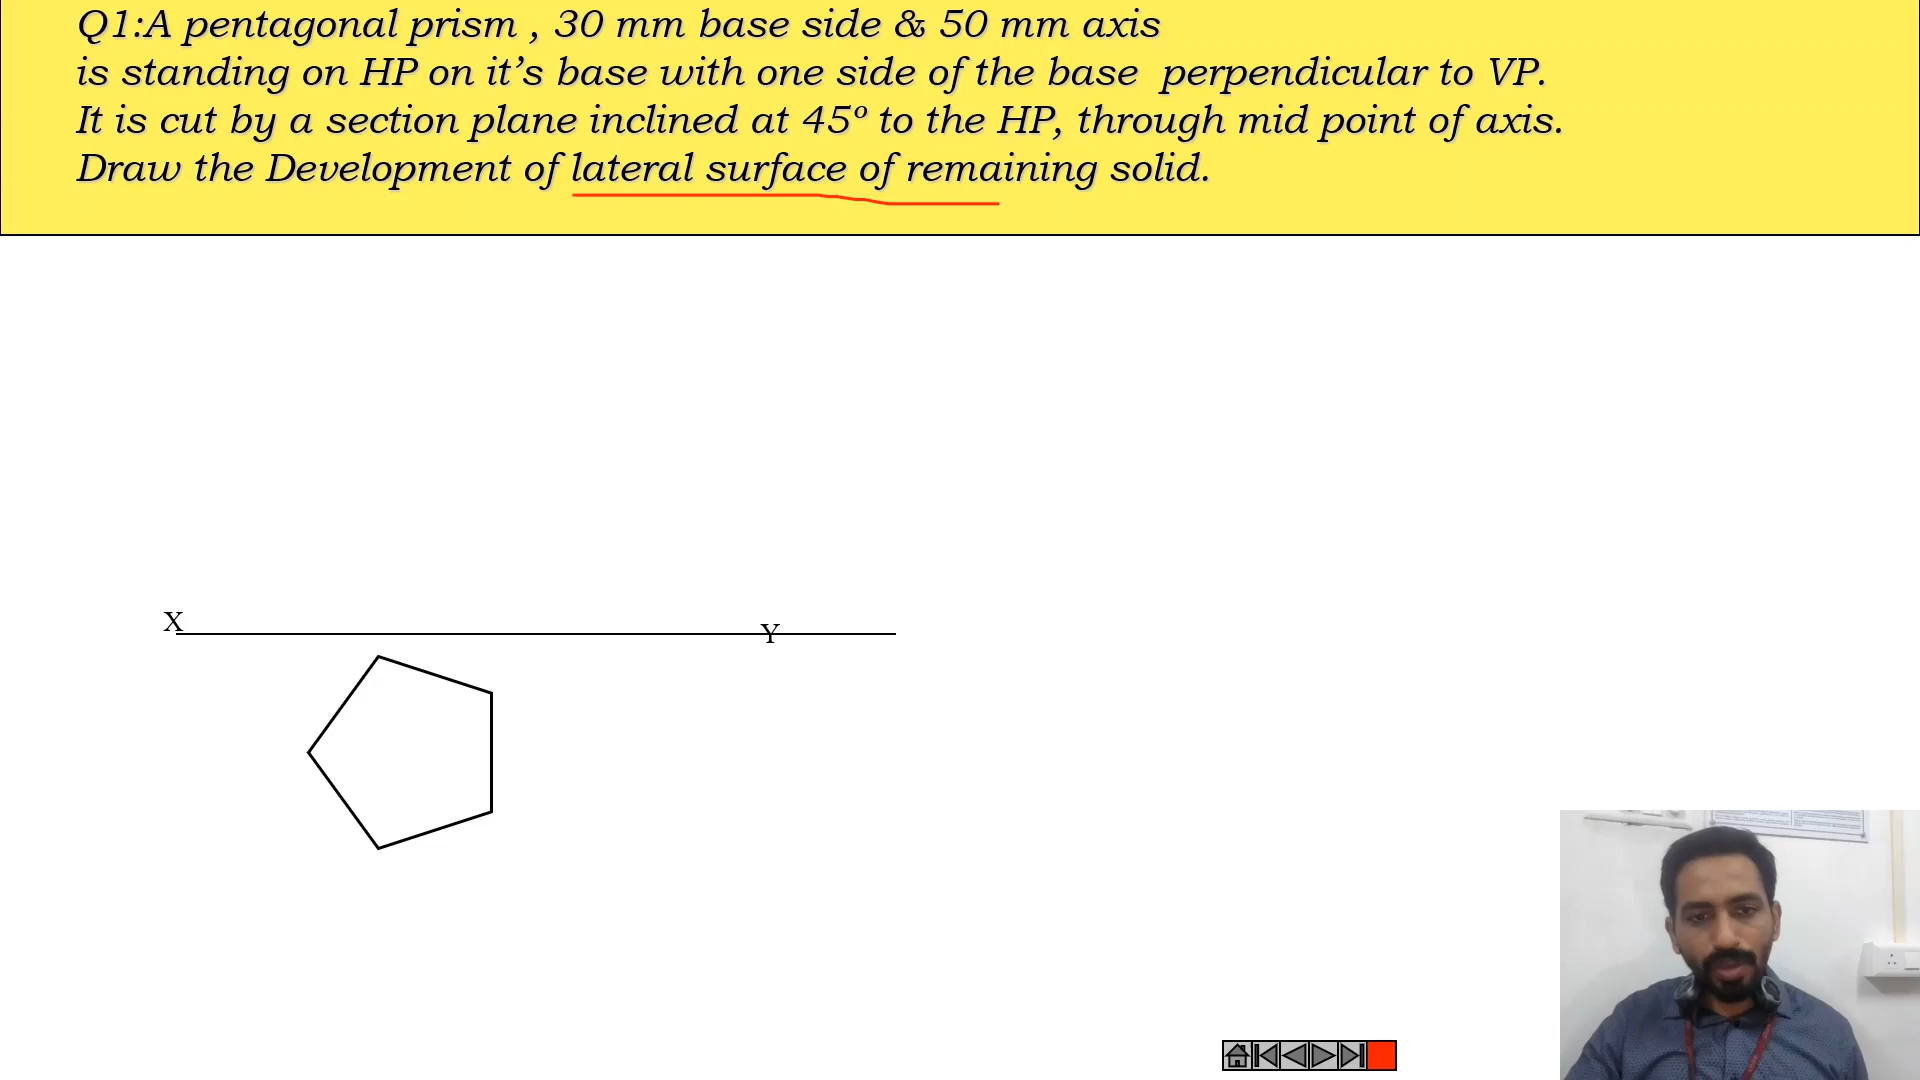 Q1:A pentagonal prism , 30 mm base side & 50 mm axis
is standing on HP on it’s base with one side of the base perpendicular to VP.
It is cut by a section plane inclined at 45º to the HP, through mid point of axis.
Draw the Development of lateral surface of remaining solid.
X
Y